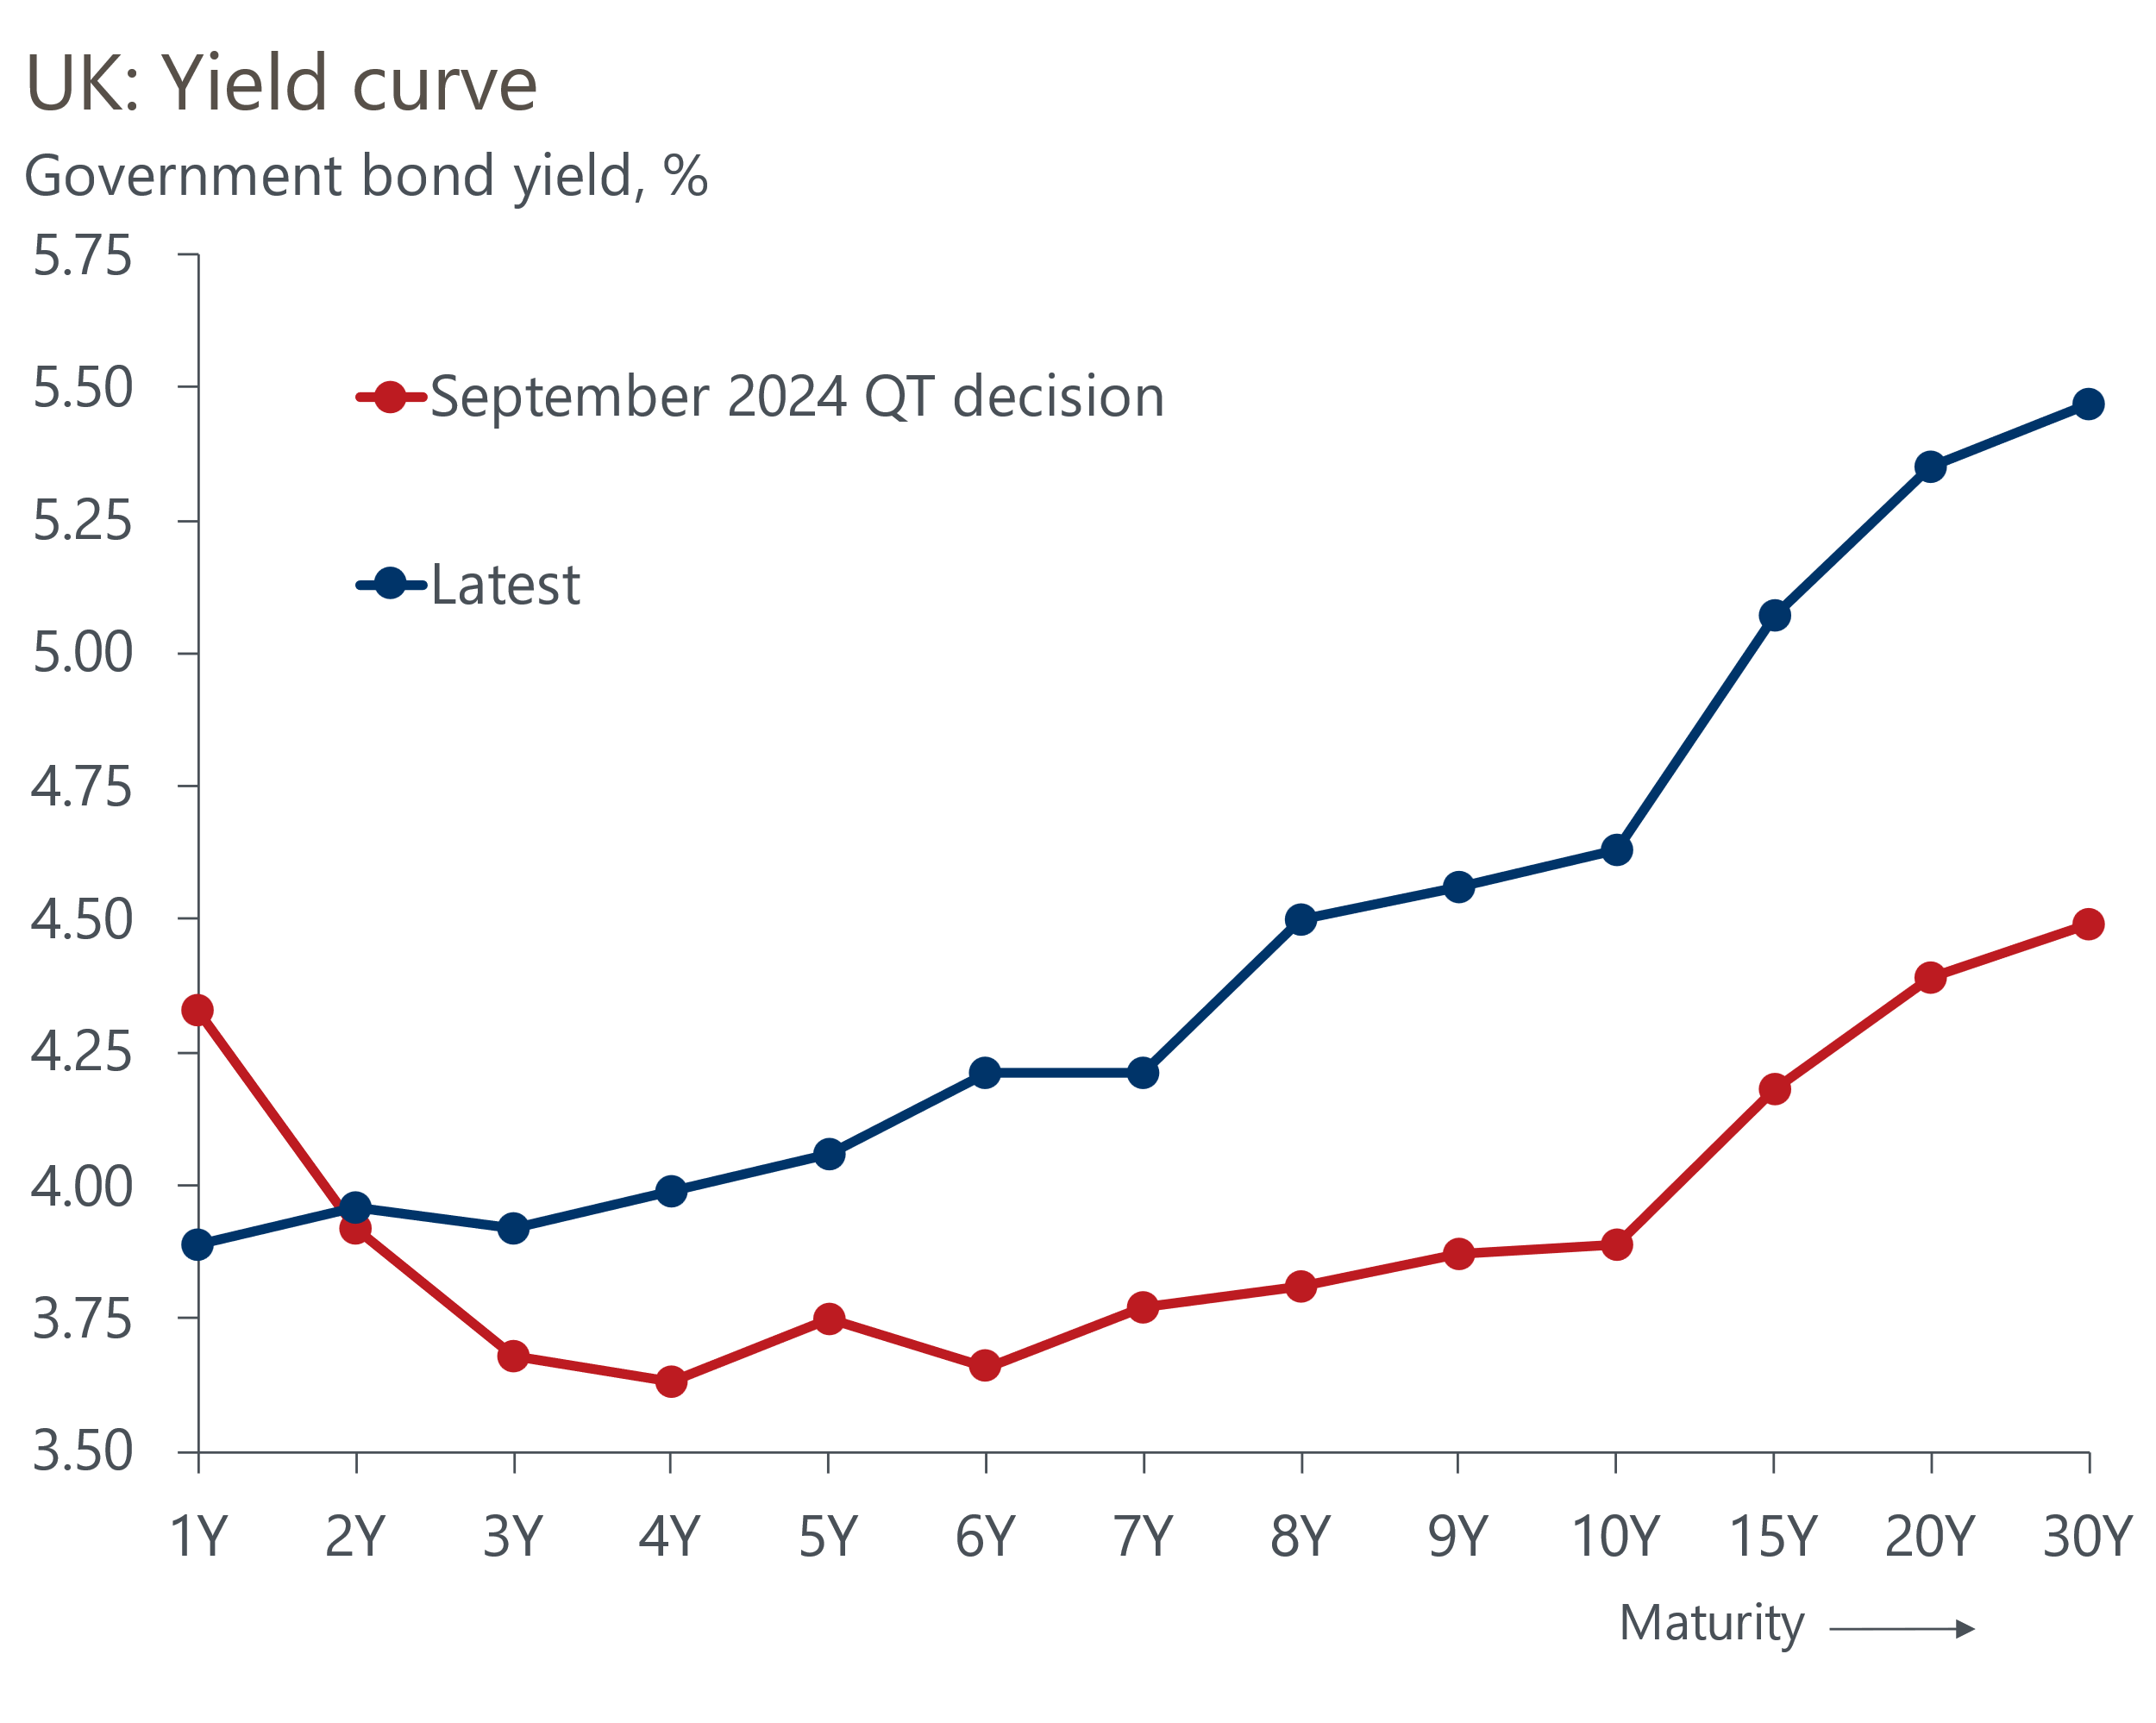 UK: Yield curve
Government bond yield, %
5.75
5.50
September 2024 QT decision
5.25
Latest
5.00
4.75
4.50
4.25
4.00
3.75
3.50
1Y 2Y 3Y 4Y 5Y 6Y 7Y 8Y 9Y 10Y 15Y 20Y 30Y
Maturity